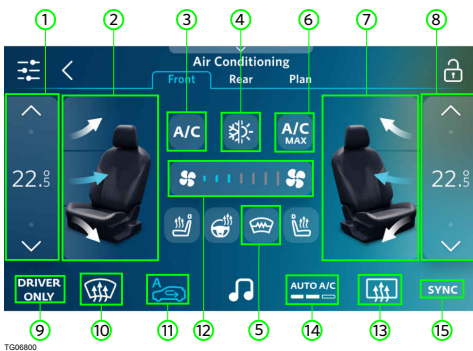 1 2 3 4 6 7 8
Air Conditioning
Front Rear Plan
A/C
A/C
MAX
22.5° 22.5°
DRIVER
ONLY
A
AUTO A/C
SYNC
9 10 11 12 5 14 13 15
TG06800